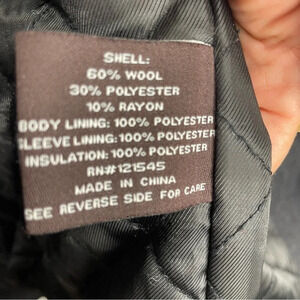 SHELL:
60% WOOL
30% POLYESTER
10% RAYON
BODY LINING: 100% POLYESTER
SLEEVE LINING: 100% POLYESTER
INSULATION: 100% POLYESTER
RN#121545
MADE IN CHINA
SEE REVERSE SIDE FOR CARE